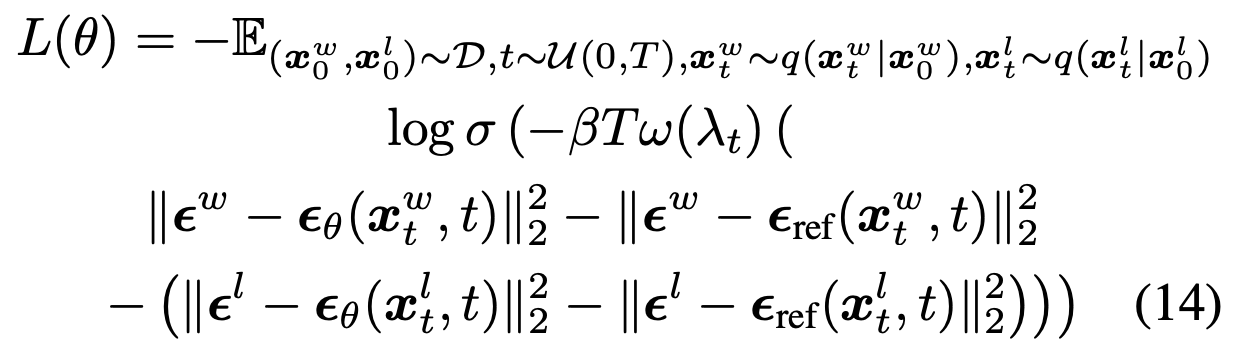 L(θ) = −𝔼_{(𝒙_0^w, 𝒙_0^l)∼𝒟, t∼𝒰(0,T), 𝒙_t^w∼q(𝒙_t^w|𝒙_0^w), 𝒙_t^l∼q(𝒙_t^l|𝒙_0^l)}
log σ (−βTω(λ_t) (
‖𝝐^w − 𝝐_θ(𝒙_t^w, t)‖_2^2 − ‖𝝐^w − 𝝐_ref(𝒙_t^w, t)‖_2^2
− (‖𝝐^l − 𝝐_θ(𝒙_t^l, t)‖_2^2 − ‖𝝐^l − 𝝐_ref(𝒙_t^l, t)‖_2^2))) (14)